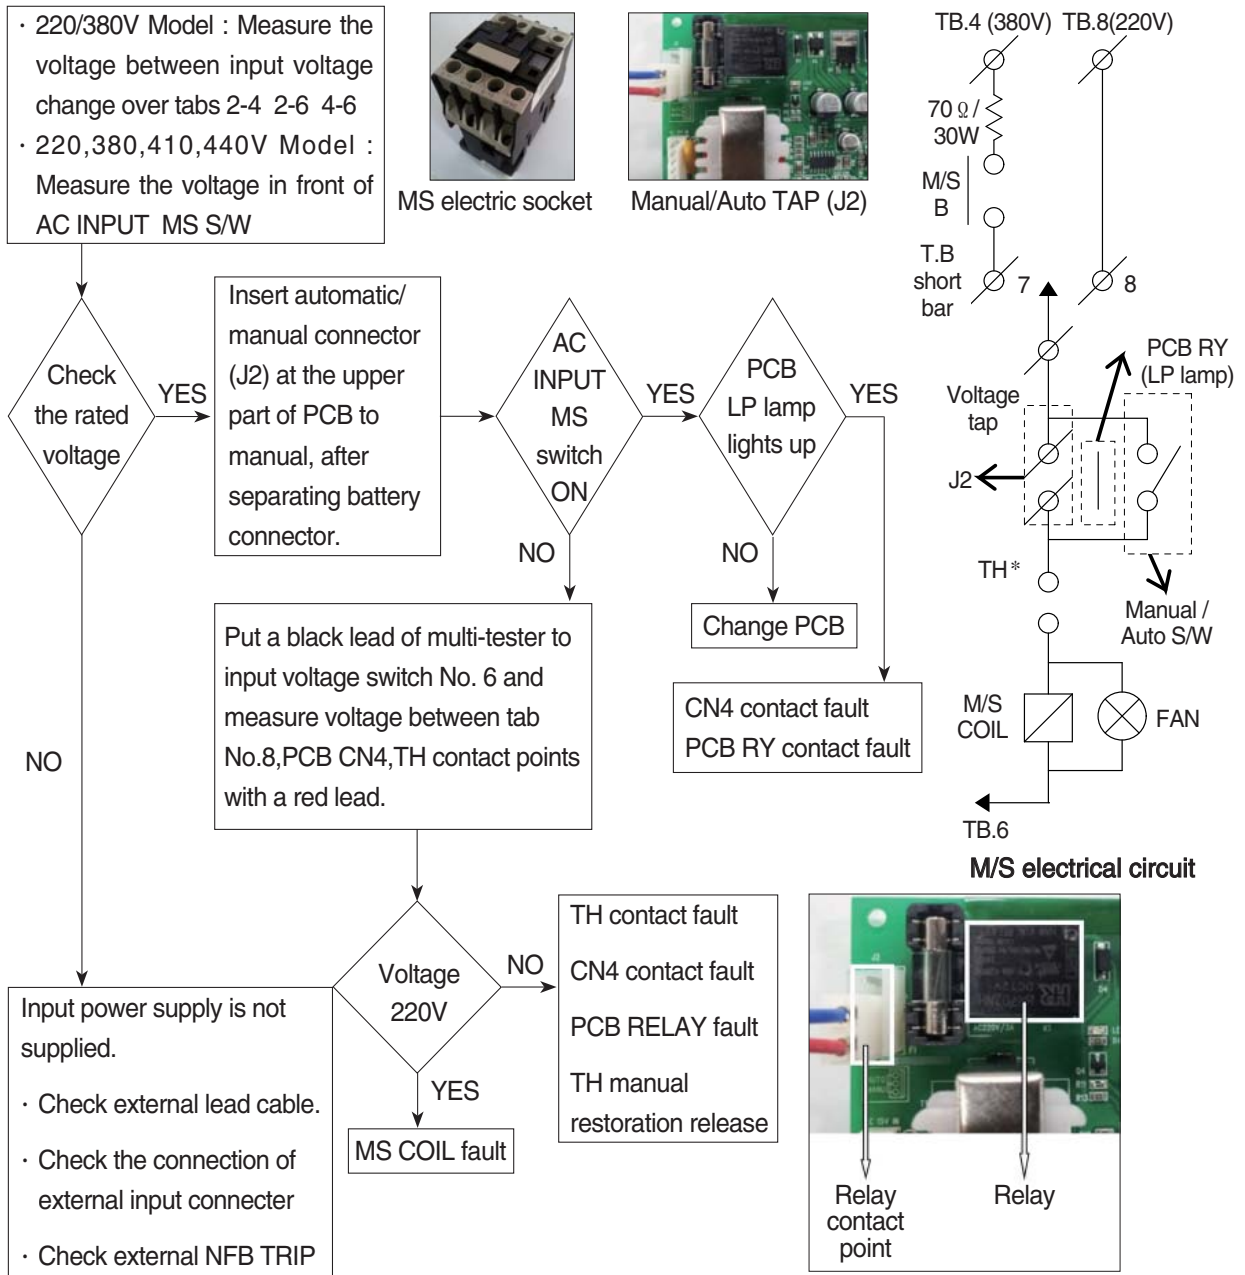 · 220/380V Model : Measure the
voltage between input voltage
change over tabs 2-4 2-6 4-6
· 220,380,410,440V Model :
Measure the voltage in front of
AC INPUT MS S/W
MS electric socket
Manual/Auto TAP (J2)
Check
the rated
voltage
YES
NO
Insert automatic/
manual connector
(J2) at the upper
part of PCB to
manual, after
separating battery
connector.
AC
INPUT
MS
switch
ON
YES
NO
PCB
LP lamp
lights up
YES
NO
Change PCB
CN4 contact fault
PCB RY contact fault
Put a black lead of multi-tester to
input voltage switch No. 6 and
measure voltage between tab
No.8,PCB CN4,TH contact points
with a red lead.
Voltage
220V
NO
YES
TH contact fault
CN4 contact fault
PCB RELAY fault
TH manual
restoration release
MS COIL fault
Input power supply is not
supplied.
· Check external lead cable.
· Check the connection of
external input connecter
· Check external NFB TRIP
TB.4 (380V)
TB.8(220V)
70 Ω /
30W
M/S
B
T.B
short
bar
7
8
PCB RY
(LP lamp)
Voltage
tap
J2
TH*
Manual /
Auto S/W
M/S
COIL
FAN
TB.6
M/S electrical circuit
Relay
contact
point
Relay